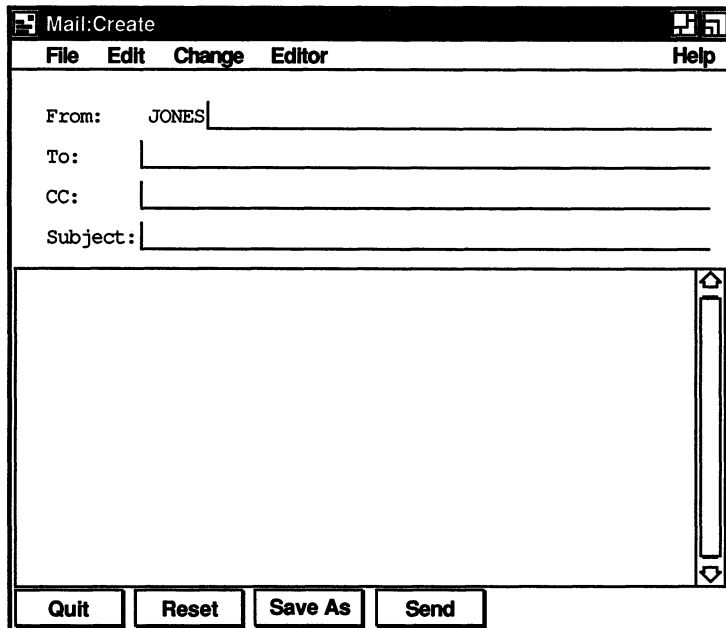 Mail:Create
File Edit Change Editor Help
From: JONES
To:
CC:
Subject:
Quit Reset Save As Send